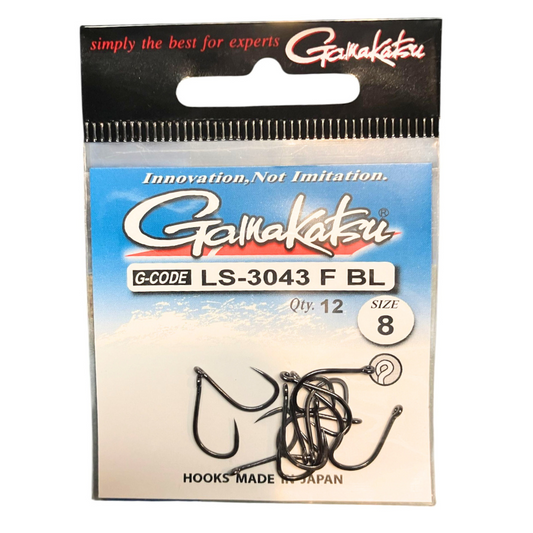 simply the best for experts Gamakatsu
Innovation, Not Imitation.
Gamakatsu®
G-CODE LS-3043 F BL
Qty. 12 SIZE
8
HOOKS MADE IN JAPAN